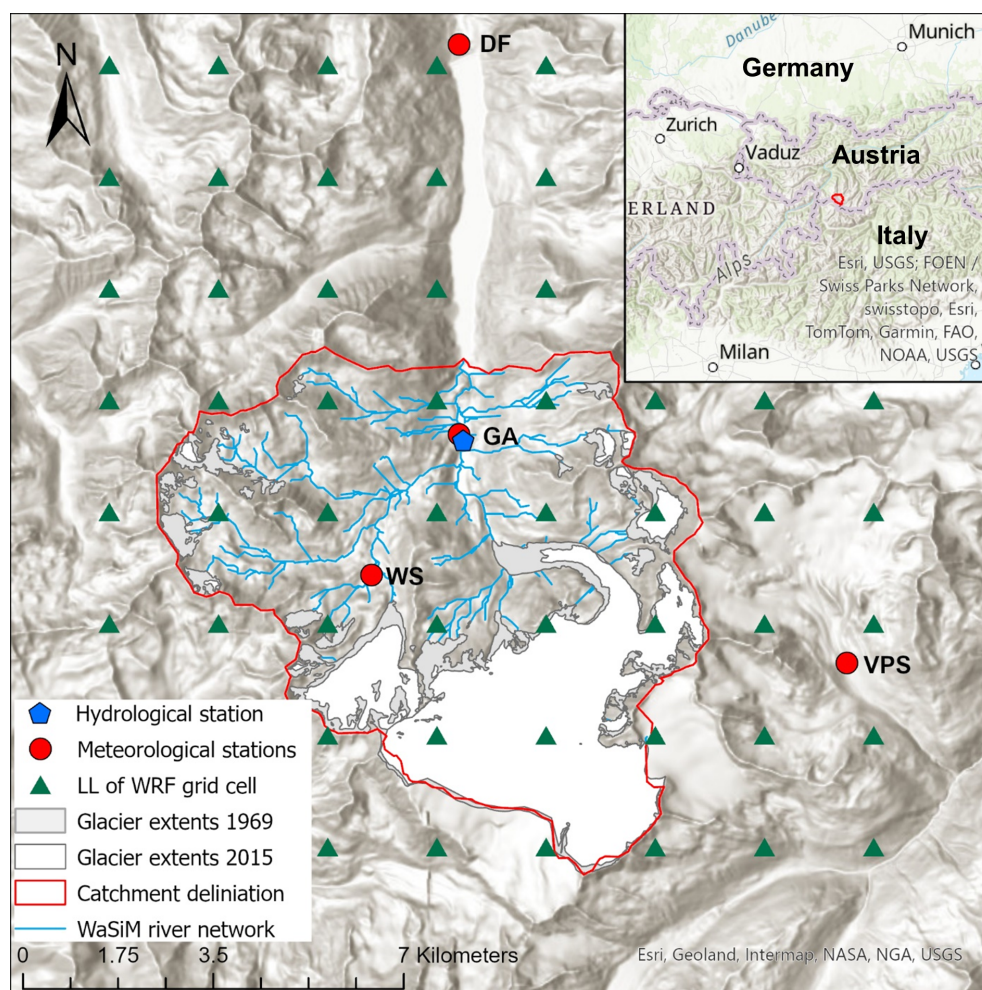 N
DF
GA
WS
VPS
Danube
Munich
Germany
Zurich
Vaduz
Austria
ERLAND
Italy
Alps
Milan
Esri, USGS; FOEN /
Swiss Parks Network,
swisstopo, Esri,
TomTom, Garmin, FAO,
NOAA, USGS
Hydrological station
Meteorological stations
LL of WRF grid cell
Glacier extents 1969
Glacier extents 2015
Catchment deliniation
WaSiM river network
0 1.75 3.5 7 Kilometers
Esri, Geoland, Intermap, NASA, NGA, USGS